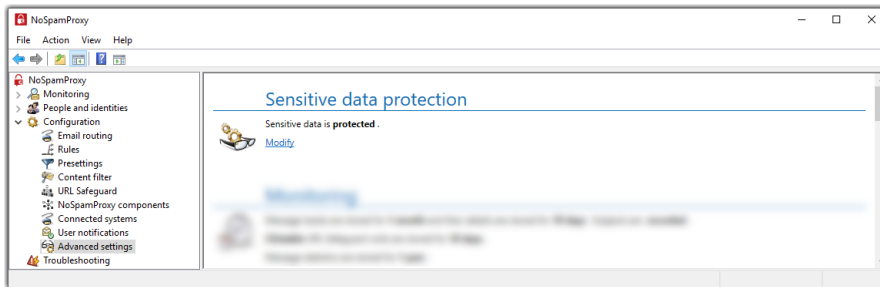 NoSpamProxy
File Action View Help
NoSpamProxy
Monitoring
People and identities
Configuration
Email routing
Rules
Presettings
Content filter
URL Safeguard
NoSpamProxy components
Connected systems
User notifications
Advanced settings
Troubleshooting
Sensitive data protection
Sensitive data is protected .
Modify
Monitoring